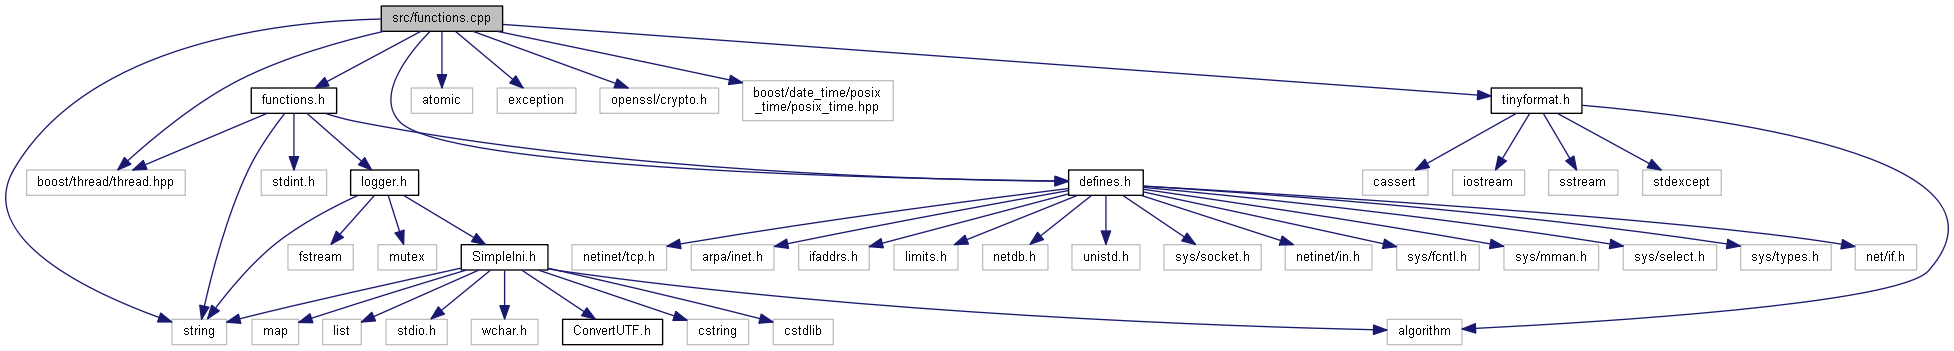 src/functions.cpp
functions.h
atomic
exception
openssl/crypto.h
boost/date_time/posix
_time/posix_time.hpp
tinyformat.h
boost/thread/thread.hpp
stdint.h
logger.h
defines.h
cassert
iostream
sstream
stdexcept
fstream
mutex
SimpleIni.h
netinet/tcp.h
arpa/inet.h
ifaddrs.h
limits.h
netdb.h
unistd.h
sys/socket.h
netinet/in.h
sys/fcntl.h
sys/mman.h
sys/select.h
sys/types.h
net/if.h
string
map
list
stdio.h
wchar.h
ConvertUTF.h
cstring
cstdlib
algorithm